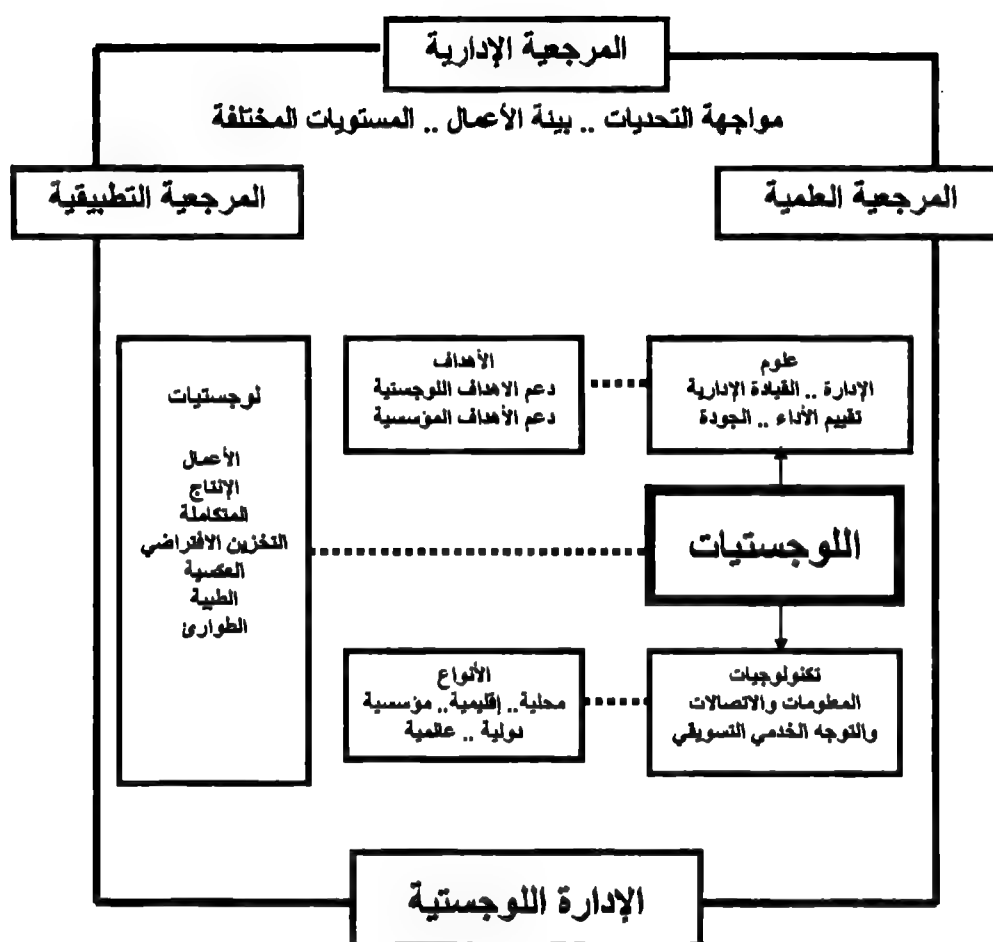 المرجعية الإدارية
مواجهة التحديات .. بيئة الأعمال .. المستويات المختلفة
المرجعية العلمية
المرجعية التطبيقية
علوم
الإدارة .. القيادة الإدارية
تقييم الأداء .. الجودة
الأهداف
دعم الاهداف اللوجستية
دعم الأهداف المؤسسية
لوجستيات
الأعمال
الإنتاج
المتكاملة
التخزين الافتراضي
العكسية
الطبية
الطوارئ
اللوجستيات
تكنولوجيات
المعلومات والاتصالات
والتوجه الخدمي التسويقي
الأنواع
محلية.. إقليمية.. مؤسسية
دولية .. عالمية
الإدارة اللوجستية